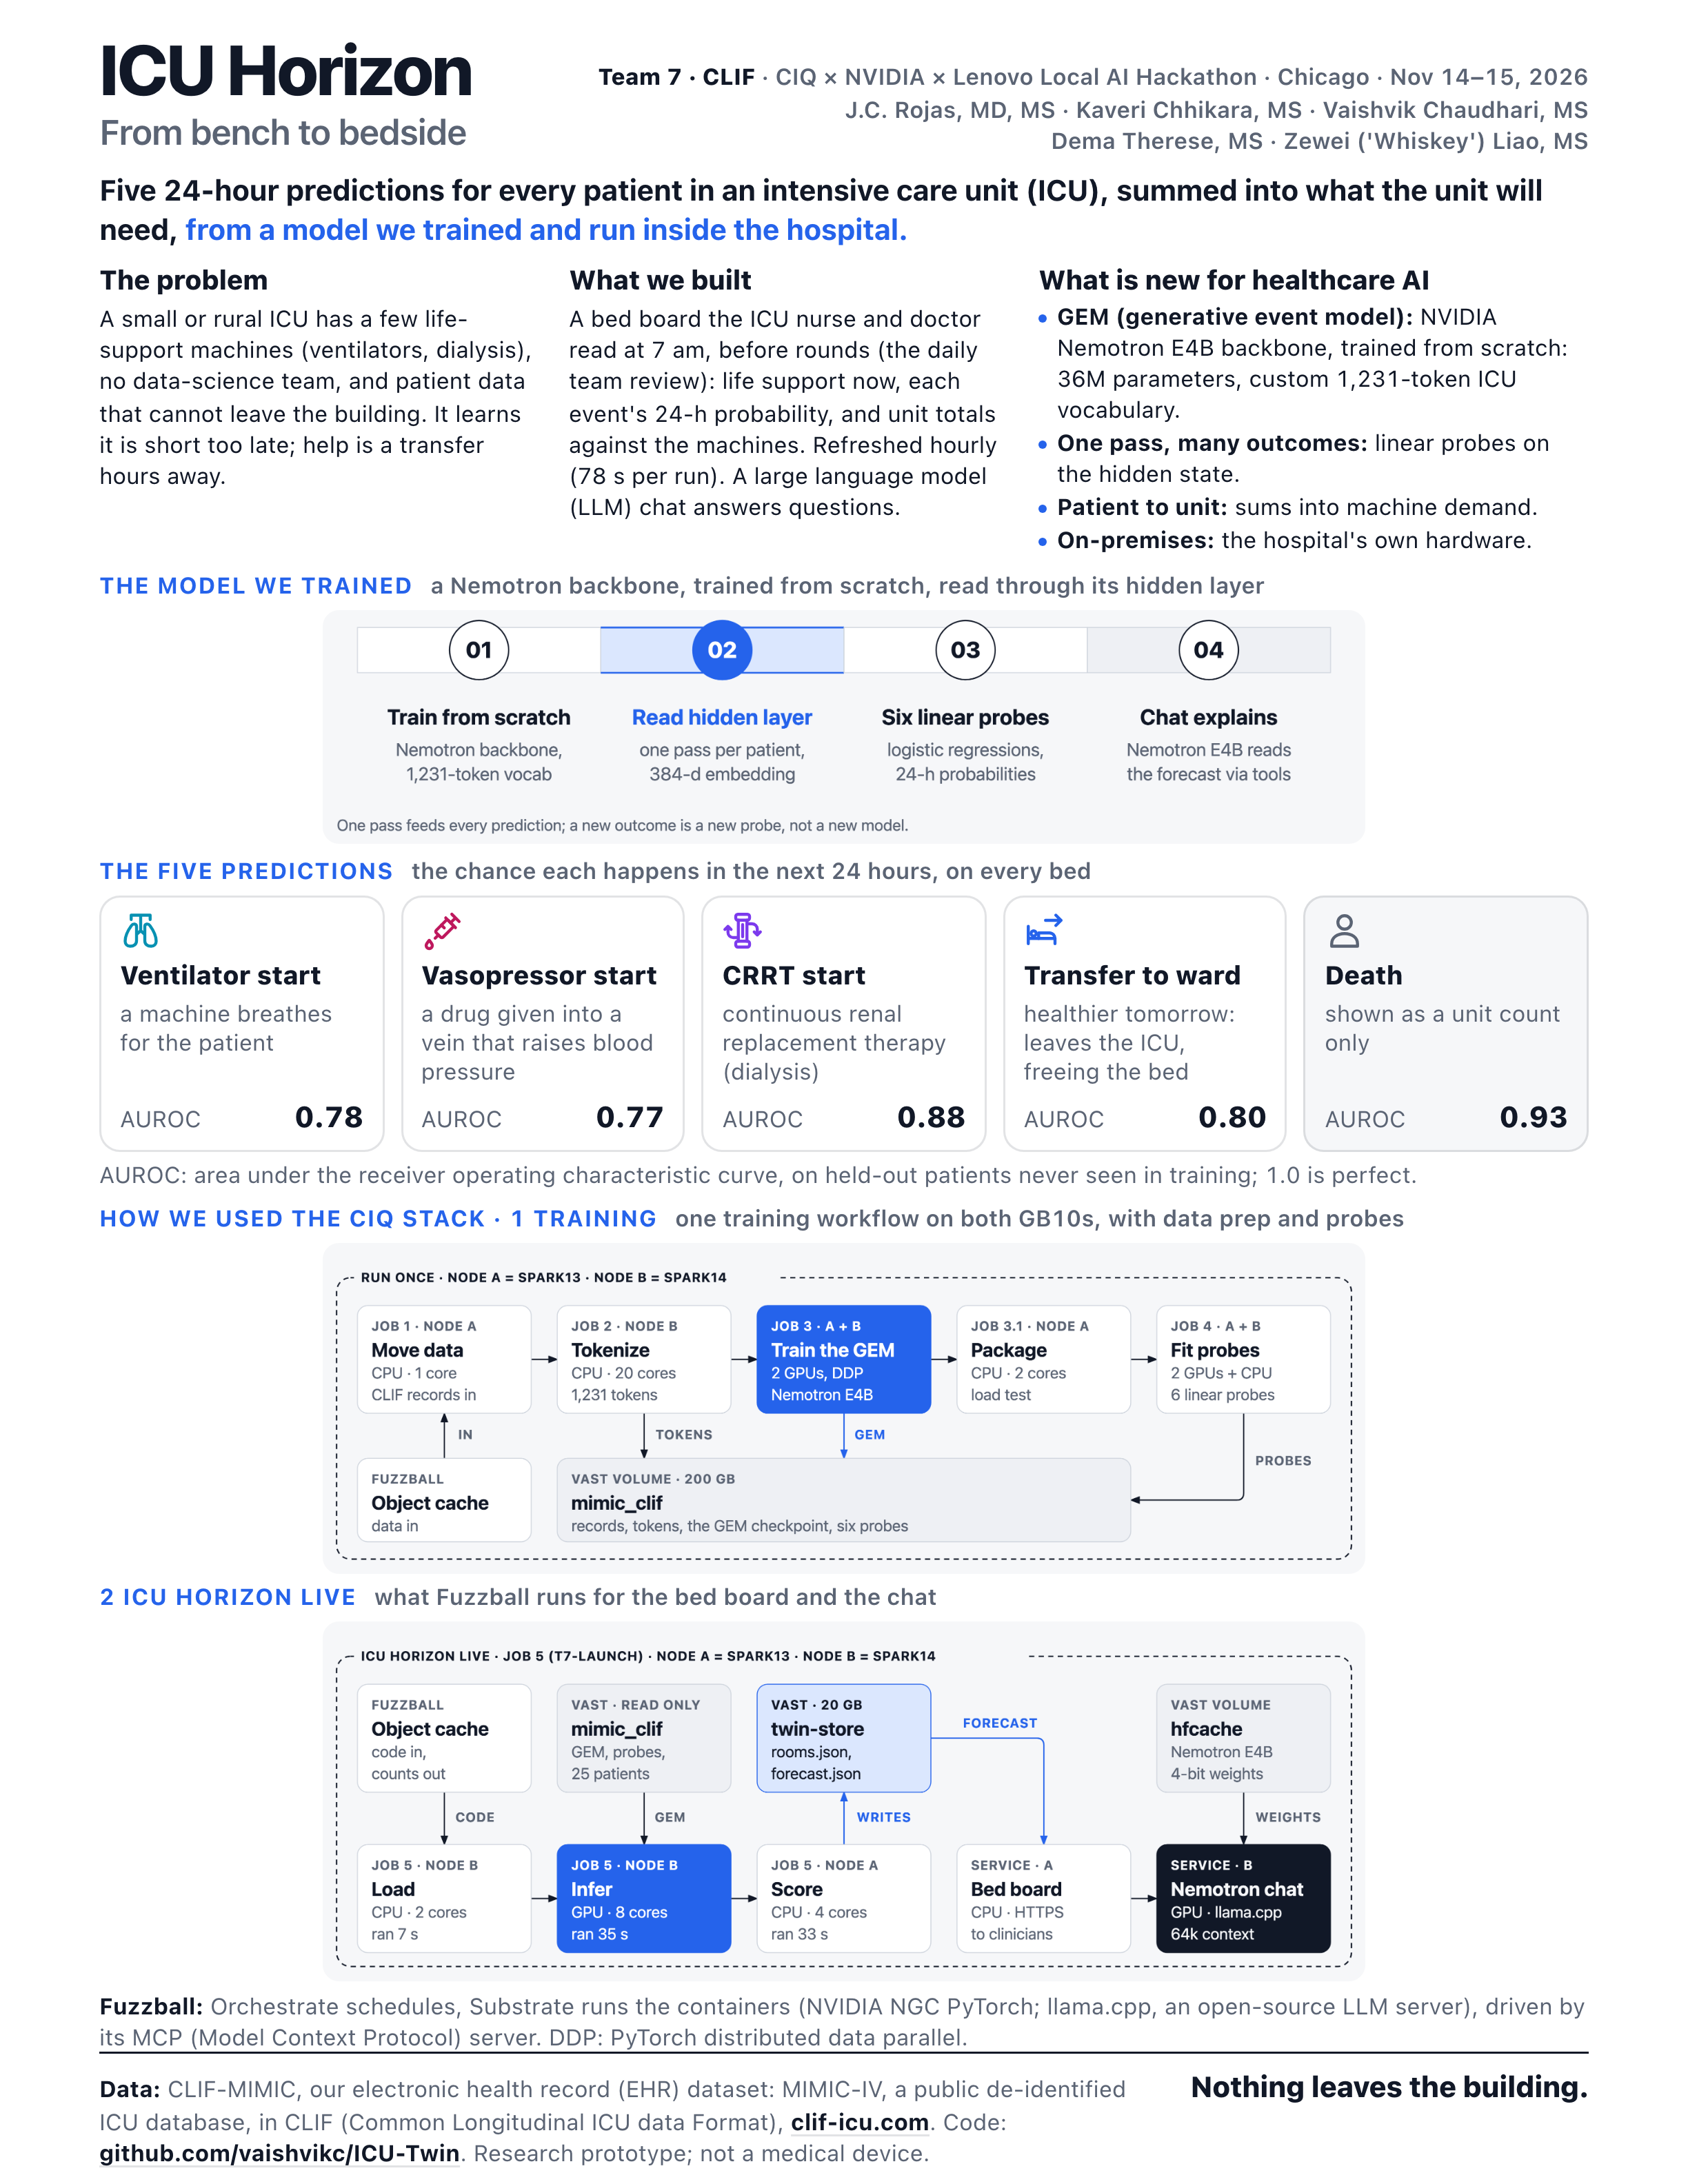 ICU Horizon
From bench to bedside
Team 7 · CLIF · CIQ × NVIDIA × Lenovo Local AI Hackathon · Chicago · Nov 14–15, 2026
J.C. Rojas, MD, MS · Kaveri Chhikara, MS · Vaishvik Chaudhari, MS
Dema Therese, MS · Zewei ('Whiskey') Liao, MS
Five 24-hour predictions for every patient in an intensive care unit (ICU), summed into what the unit will
need, from a model we trained and run inside the hospital.
The problem
A small or rural ICU has a few life-
support machines (ventilators, dialysis),
no data-science team, and patient data
that cannot leave the building. It learns
it is short too late; help is a transfer
hours away.
What we built
A bed board the ICU nurse and doctor
read at 7 am, before rounds (the daily
team review): life support now, each
event's 24-h probability, and unit totals
against the machines. Refreshed hourly
(78 s per run). A large language model
(LLM) chat answers questions.
What is new for healthcare AI
• GEM (generative event model): NVIDIA
Nemotron E4B backbone, trained from scratch:
36M parameters, custom 1,231-token ICU
vocabulary.
• One pass, many outcomes: linear probes on
the hidden state.
• Patient to unit: sums into machine demand.
• On-premises: the hospital's own hardware.
THE MODEL WE TRAINED a Nemotron backbone, trained from scratch, read through its hidden layer
01
02
03
04
Train from scratch
Nemotron backbone,
1,231-token vocab
Read hidden layer
one pass per patient,
384-d embedding
Six linear probes
logistic regressions,
24-h probabilities
Chat explains
Nemotron E4B reads
the forecast via tools
One pass feeds every prediction; a new outcome is a new probe, not a new model.
THE FIVE PREDICTIONS the chance each happens in the next 24 hours, on every bed
Ventilator start
a machine breathes
for the patient
AUROC 0.78
Vasopressor start
a drug given into a
vein that raises blood
pressure
AUROC 0.77
CRRT start
continuous renal
replacement therapy
(dialysis)
AUROC 0.88
Transfer to ward
healthier tomorrow:
leaves the ICU,
freeing the bed
AUROC 0.80
Death
shown as a unit count
only
AUROC 0.93
AUROC: area under the receiver operating characteristic curve, on held-out patients never seen in training; 1.0 is perfect.
HOW WE USED THE CIQ STACK · 1 TRAINING one training workflow on both GB10s, with data prep and probes
RUN ONCE · NODE A = SPARK13 · NODE B = SPARK14
JOB 1 · NODE A
Move data
CPU · 1 core
CLIF records in
JOB 2 · NODE B
Tokenize
CPU · 20 cores
1,231 tokens
JOB 3 · A + B
Train the GEM
2 GPUs, DDP
Nemotron E4B
JOB 3.1 · NODE A
Package
CPU · 2 cores
load test
JOB 4 · A + B
Fit probes
2 GPUs + CPU
6 linear probes
IN
TOKENS
GEM
PROBES
FUZZBALL
Object cache
data in
VAST VOLUME · 200 GB
mimic_clif
records, tokens, the GEM checkpoint, six probes
2 ICU HORIZON LIVE what Fuzzball runs for the bed board and the chat
ICU HORIZON LIVE · JOB 5 (T7-LAUNCH) · NODE A = SPARK13 · NODE B = SPARK14
FUZZBALL
Object cache
code in,
counts out
VAST · READ ONLY
mimic_clif
GEM, probes,
25 patients
VAST · 20 GB
twin-store
rooms.json,
forecast.json
FORECAST
VAST VOLUME
hfcache
Nemotron E4B
4-bit weights
CODE
GEM
WRITES
WEIGHTS
JOB 5 · NODE B
Load
CPU · 2 cores
ran 7 s
JOB 5 · NODE B
Infer
GPU · 8 cores
ran 35 s
JOB 5 · NODE A
Score
CPU · 4 cores
ran 33 s
SERVICE · A
Bed board
CPU · HTTPS
to clinicians
SERVICE · B
Nemotron chat
GPU · llama.cpp
64k context
Fuzzball: Orchestrate schedules, Substrate runs the containers (NVIDIA NGC PyTorch; llama.cpp, an open-source LLM server), driven by
its MCP (Model Context Protocol) server. DDP: PyTorch distributed data parallel.
Data: CLIF-MIMIC, our electronic health record (EHR) dataset: MIMIC-IV, a public de-identified
ICU database, in CLIF (Common Longitudinal ICU data Format), clif-icu.com. Code:
github.com/vaishvikc/ICU-Twin. Research prototype; not a medical device.
Nothing leaves the building.